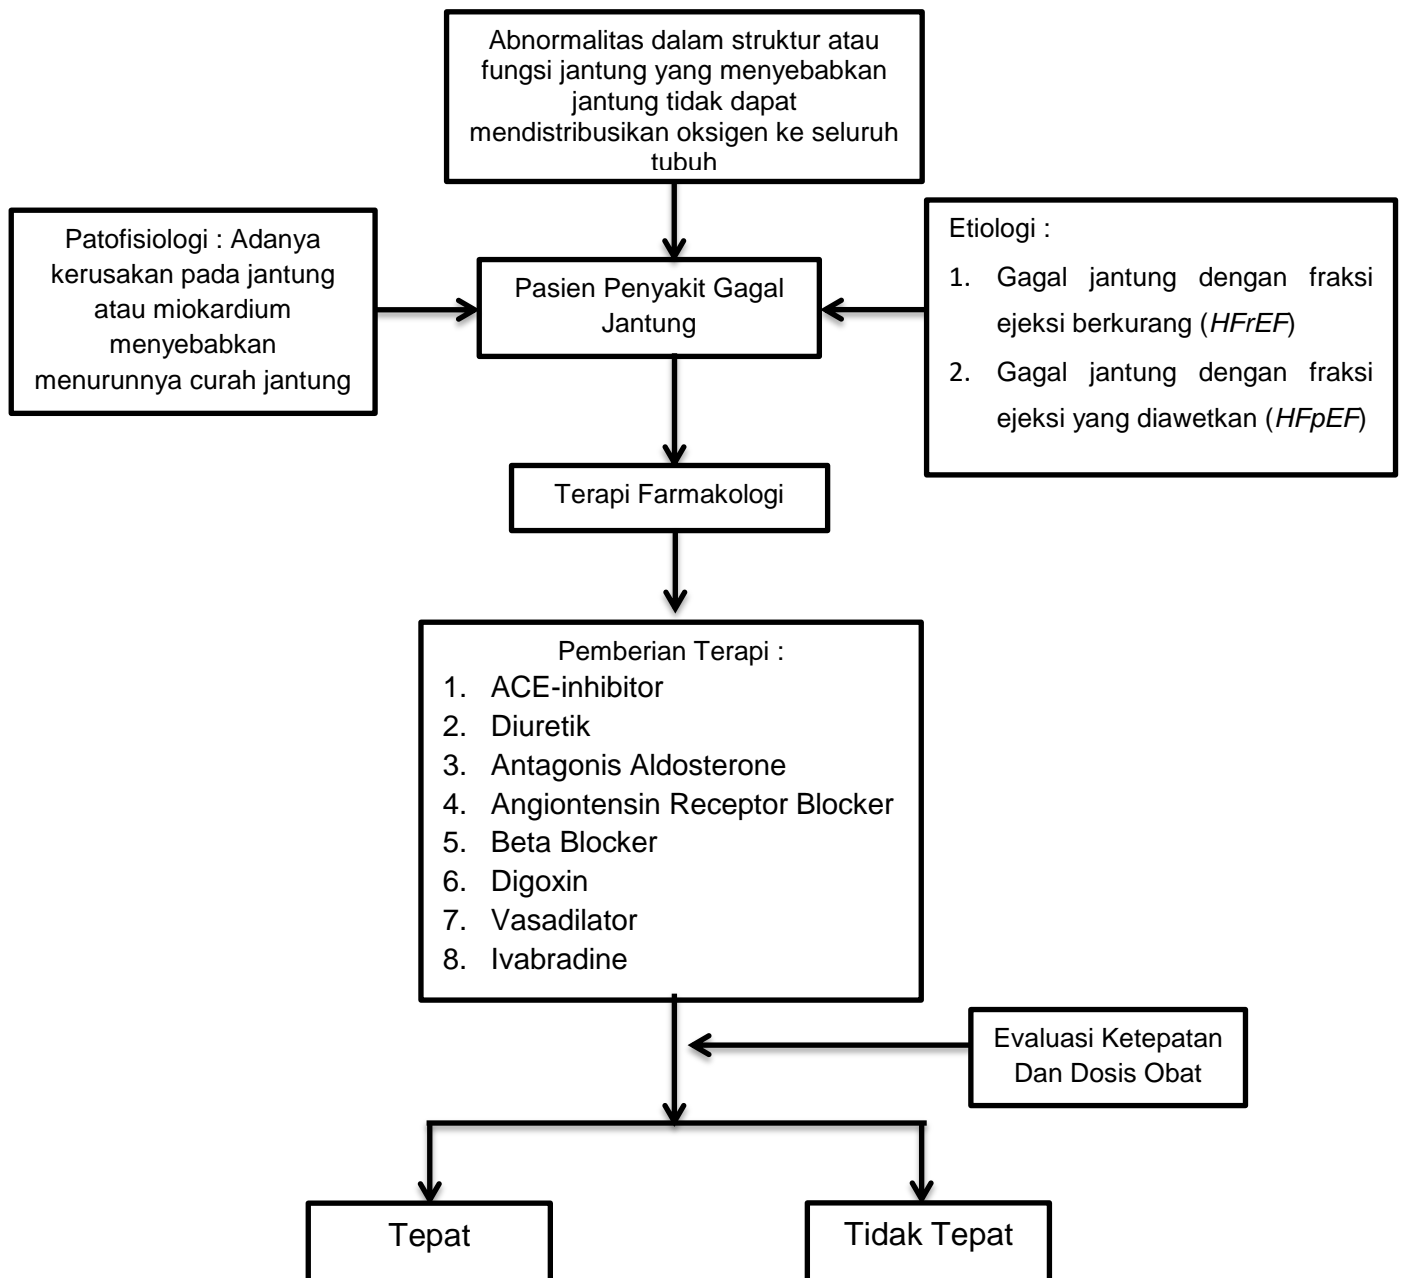 Abnormalitas dalam struktur atau
fungsi jantung yang menyebabkan
jantung tidak dapat
mendistribusikan oksigen ke seluruh
tubuh
Patofisiologi : Adanya
kerusakan pada jantung
atau miokardium
menyebabkan
menurunnya curah jantung
Pasien Penyakit Gagal
Jantung
Etiologi :
1. Gagal jantung dengan fraksi
ejeksi berkurang (HFrEF)
2. Gagal jantung dengan fraksi
ejeksi yang diawetkan (HFpEF)
Terapi Farmakologi
Pemberian Terapi :
1. ACE-inhibitor
2. Diuretik
3. Antagonis Aldosterone
4. Angiontensin Receptor Blocker
5. Beta Blocker
6. Digoxin
7. Vasadilator
8. Ivabradine
Evaluasi Ketepatan
Dan Dosis Obat
Tepat
Tidak Tepat